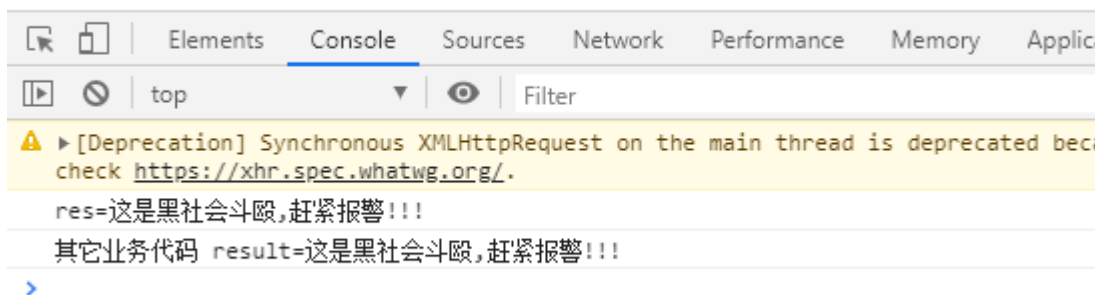 Elements Console Sources Network Performance Memory Applic
top Filter
[Deprecation] Synchronous XMLHttpRequest on the main thread is deprecated beca
check https://xhr.spec.whatwg.org/.
res=这是黑社会斗殴,赶紧报警!!!
其它业务代码 result=这是黑社会斗殴,赶紧报警!!!